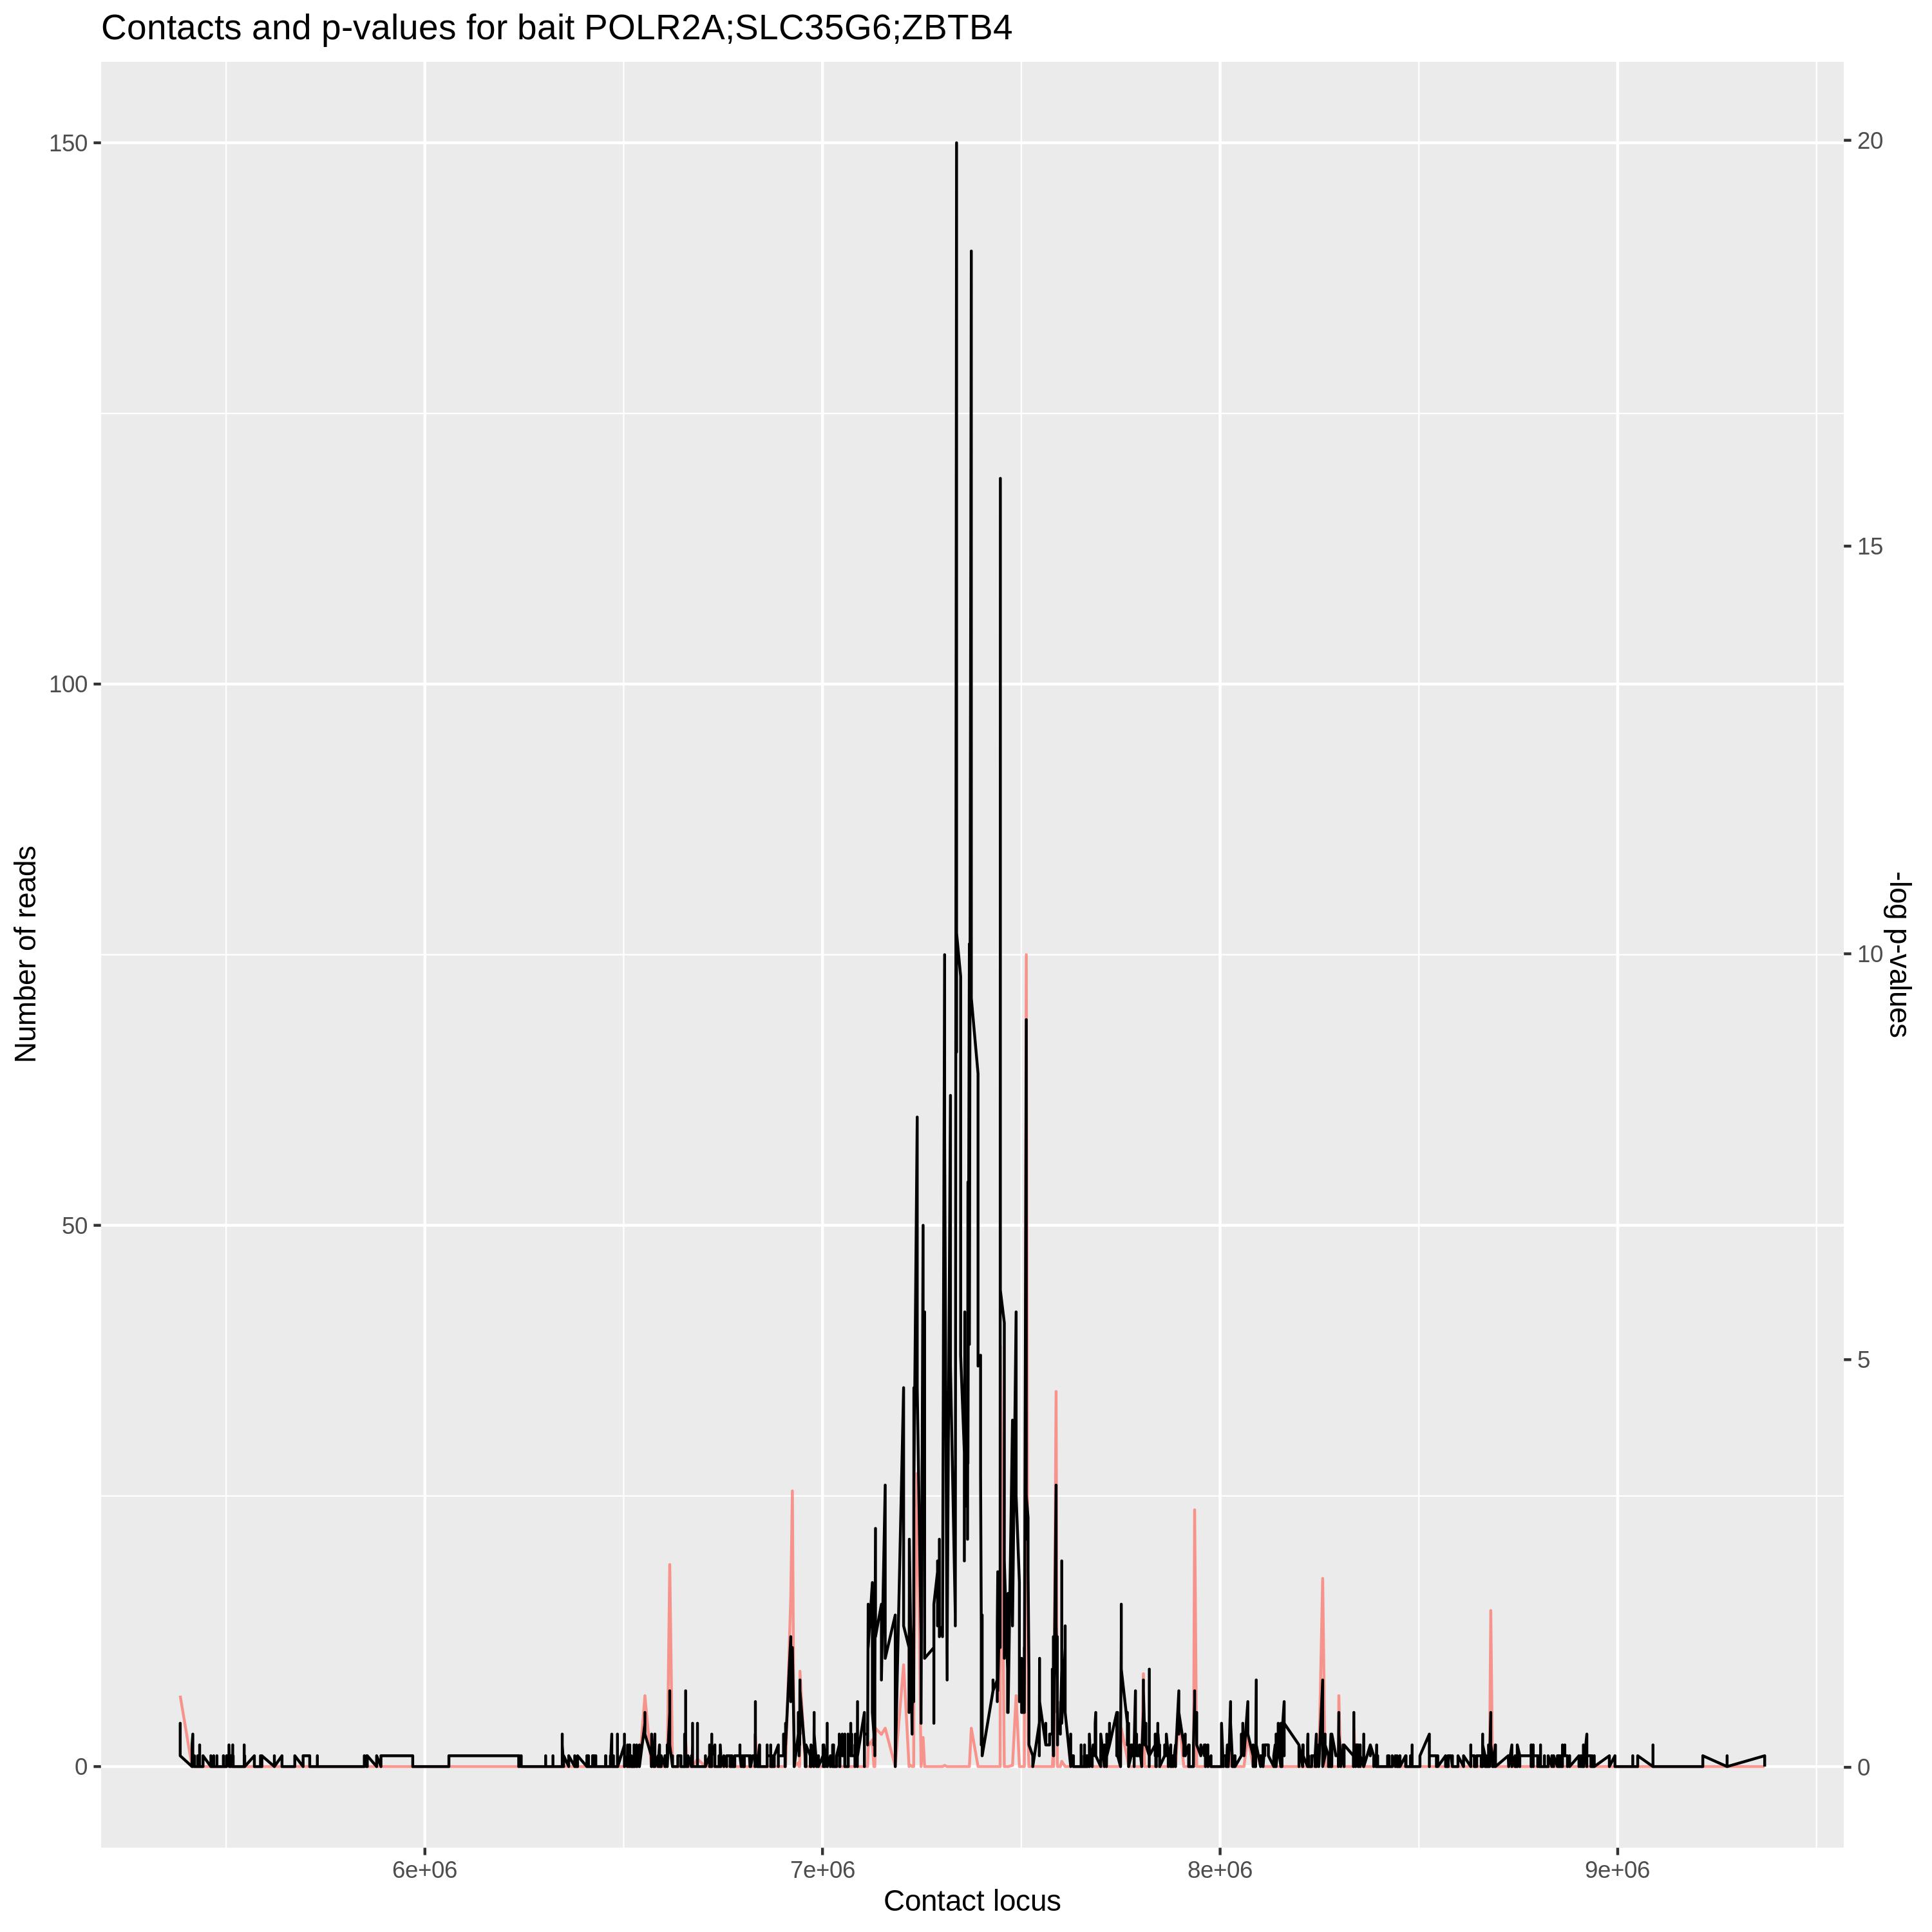 Contacts and p-values for bait POLR2A;SLC35G6;ZBTB4
150
100
50
0
Number of reads
20
15
10
5
0
-log p-values
6e+06
7e+06
8e+06
9e+06
Contact locus